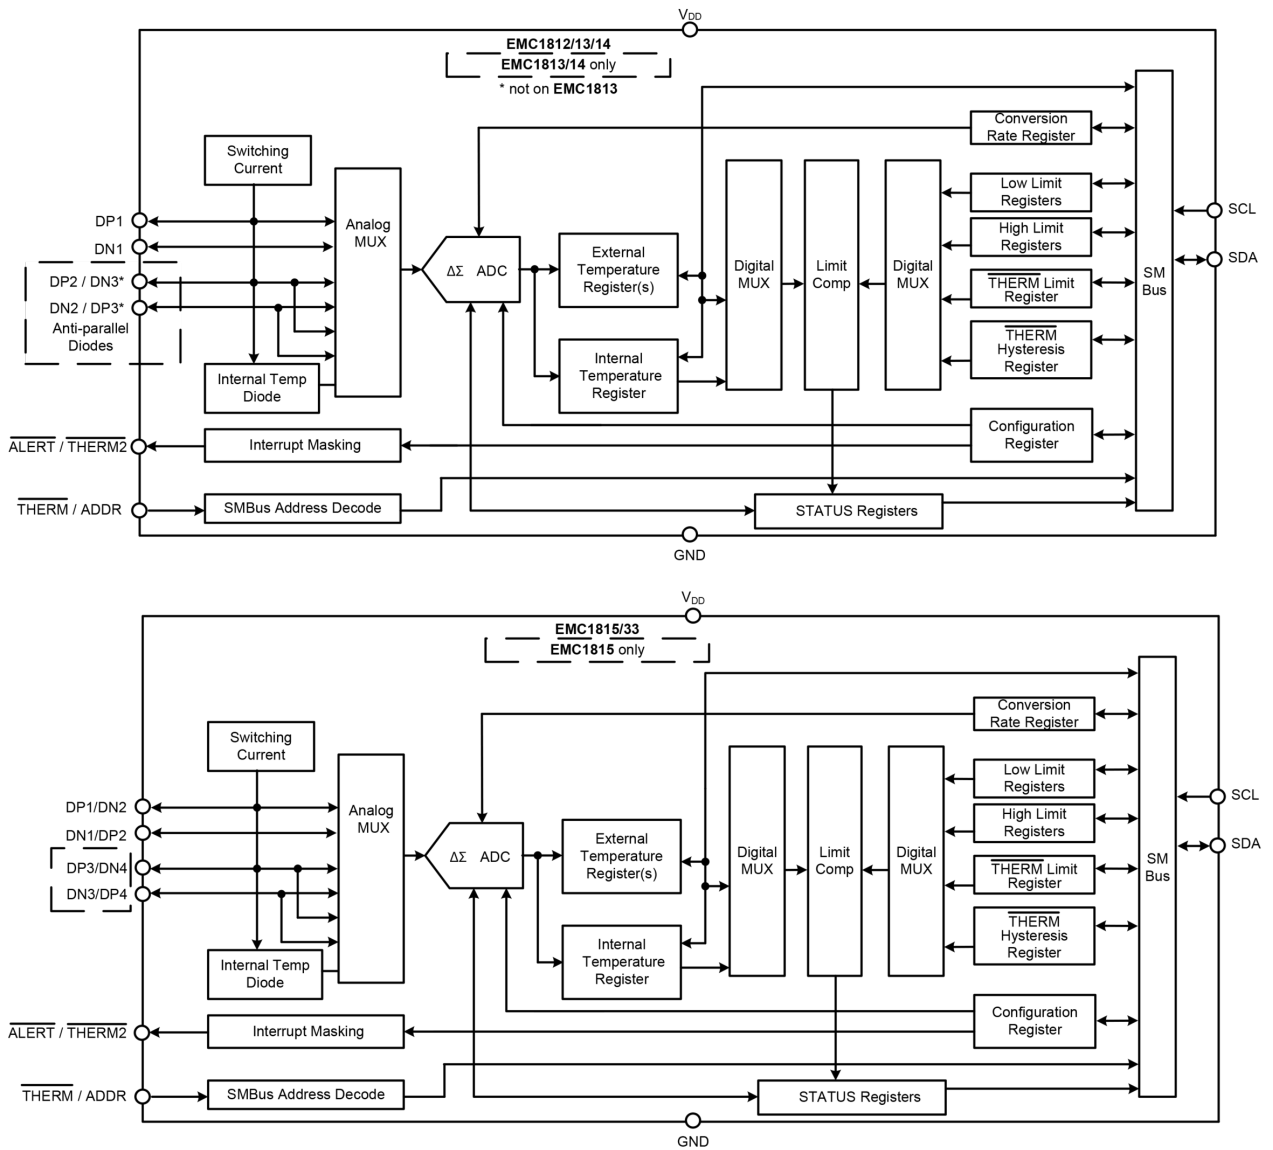 VDD
EMC1812/13/14
EMC1813/14 only
* not on EMC1813
Switching
Current
Analog
MUX
DP1
DN1
DP2 / DN3*
DN2 / DP3*
Anti-parallel
Diodes
Internal Temp
Diode
ΔΣ ADC
External
Temperature
Register(s)
Internal
Temperature
Register
Digital
MUX
Limit
Comp
Digital
MUX
Conversion
Rate Register
Low Limit
Registers
High Limit
Registers
THERM Limit
Register
THERM
Hysteresis
Register
Configuration
Register
SM
Bus
SCL
SDA
ALERT / THERM2
Interrupt Masking
THERM / ADDR
SMBus Address Decode
STATUS Registers
GND
VDD
EMC1815/33
EMC1815 only
Switching
Current
Analog
MUX
DP1/DN2
DN1/DP2
DP3/DN4
DN3/DP4
Internal Temp
Diode
ΔΣ ADC
External
Temperature
Register(s)
Internal
Temperature
Register
Digital
MUX
Limit
Comp
Digital
MUX
Conversion
Rate Register
Low Limit
Registers
High Limit
Registers
THERM Limit
Register
THERM
Hysteresis
Register
Configuration
Register
SM
Bus
SCL
SDA
ALERT / THERM2
Interrupt Masking
THERM / ADDR
SMBus Address Decode
STATUS Registers
GND